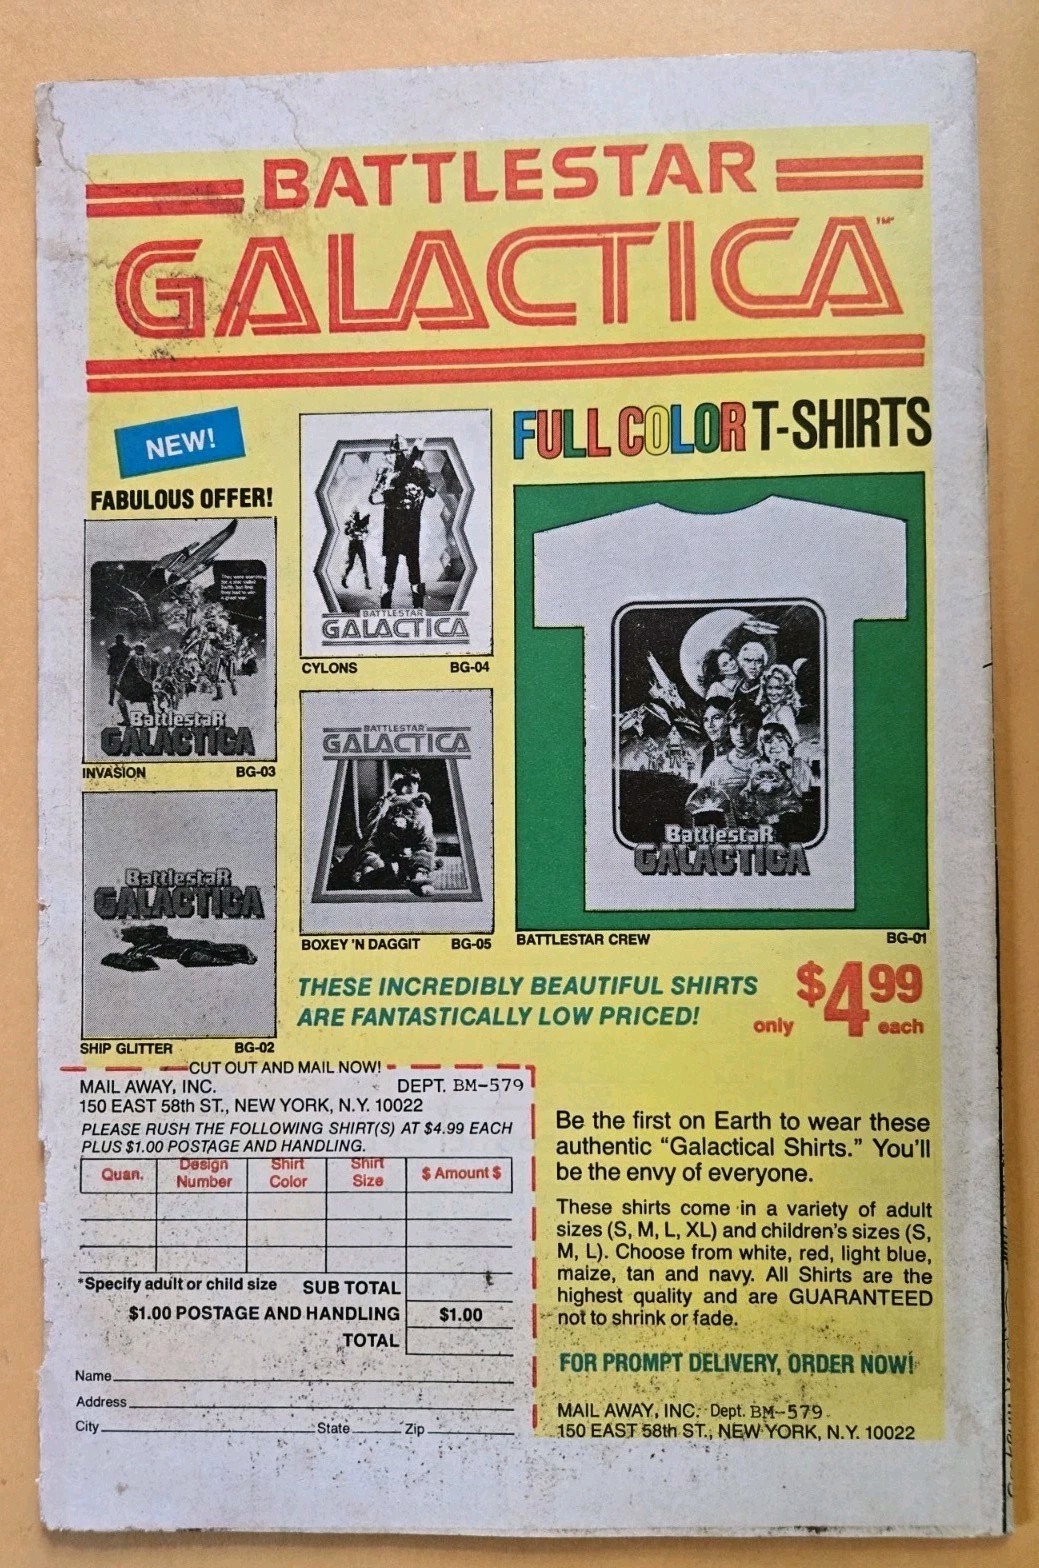 BATTLESTAR
GALACTICA™
NEW!
FABULOUS OFFER!
FULL COLOR T-SHIRTS
BattlestaR
GALACTICA
INVASION BG-03
BATTLESTAR
GALACTICA
CYLONS BG-04
BattlestaR
GALACTICA
SHIP GLITTER BG-02
BATTLESTAR
GALACTICA
BOXEY 'N DAGGIT BG-05
BattlestaR
GALACTICA
BATTLESTAR CREW BG-01
THESE INCREDIBLY BEAUTIFUL SHIRTS
ARE FANTASTICALLY LOW PRICED!
only $4.99 each
CUT OUT AND MAIL NOW!
MAIL AWAY, INC. DEPT. BM-579
150 EAST 58th ST., NEW YORK, N.Y. 10022
PLEASE RUSH THE FOLLOWING SHIRT(S) AT $4.99 EACH
PLUS $1.00 POSTAGE AND HANDLING.
Quan. Design Number Shirt Color Shirt Size $ Amount $
*Specify adult or child size SUB TOTAL
$1.00 POSTAGE AND HANDLING $1.00
TOTAL
Name
Address
City State Zip
Be the first on Earth to wear these
authentic "Galactical Shirts." You'll
be the envy of everyone.
These shirts come in a variety of adult
sizes (S, M, L, XL) and children's sizes (S,
M, L). Choose from white, red, light blue,
maize, tan and navy. All Shirts are the
highest quality and are GUARANTEED
not to shrink or fade.
FOR PROMPT DELIVERY, ORDER NOW!
MAIL AWAY, INC. Dept. BM-579
150 EAST 58th ST., NEW YORK, N.Y. 10022